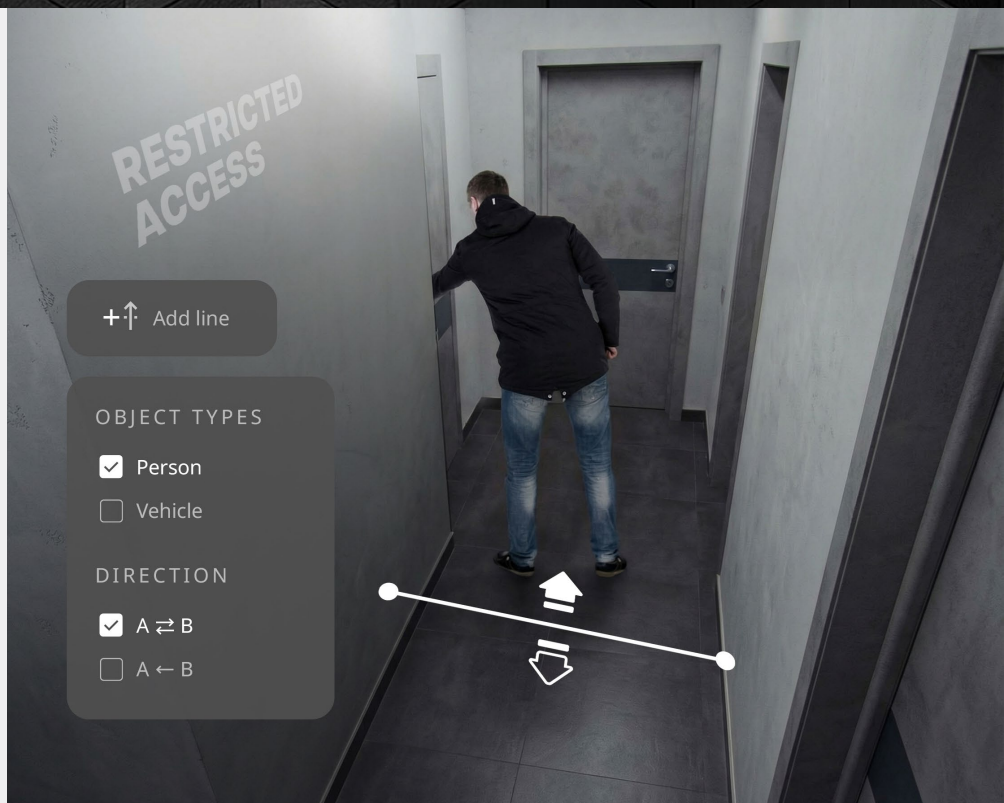 RESTRICTED
ACCESS
Add line
OBJECT TYPES
Person
Vehicle
DIRECTION
A ⇄ B
A ← B